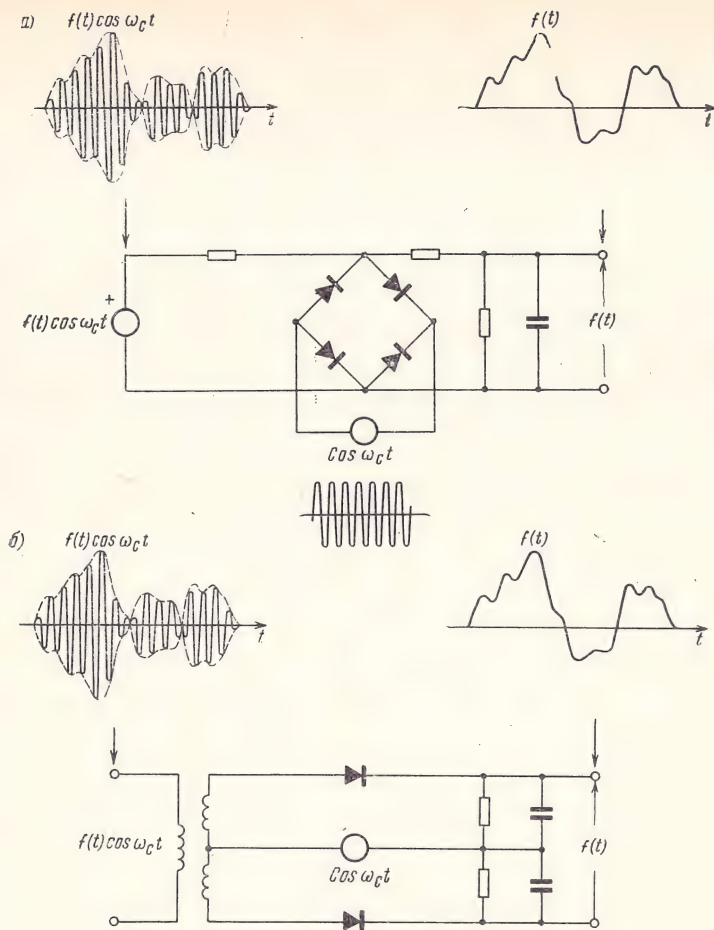 а) f(t)cos ω_c t
f(t)
t
t
+
f(t)cos ω_c t
f(t)
Cos ω_c t
б) f(t)cos ω_c t
f(t)
t
t
f(t)cos ω_c t
Cos ω_c t
f(t)